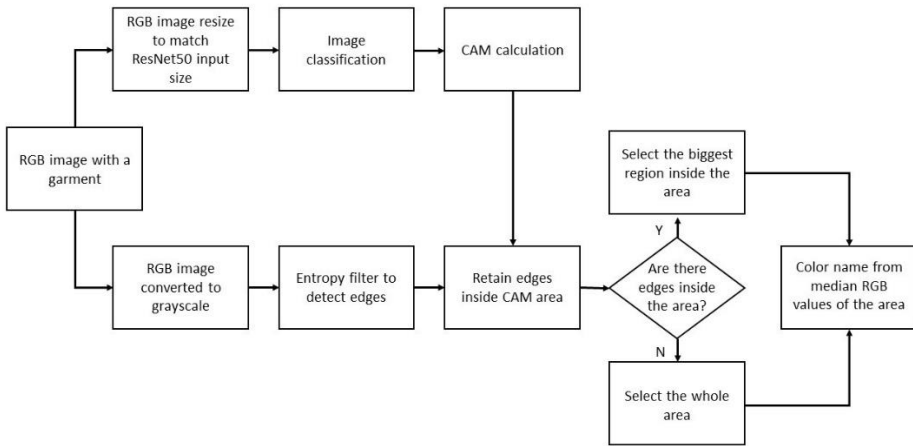 RGB image resize
to match
ResNet50 input
size
Image
classification
CAM calculation
RGB image with a
garment
RGB image
converted to
grayscale
Entropy filter to
detect edges
Retain edges
inside CAM area
Are there
edges inside
the area?
Y
Select the biggest
region inside the
area
N
Select the whole
area
Color name from
median RGB
values of the area